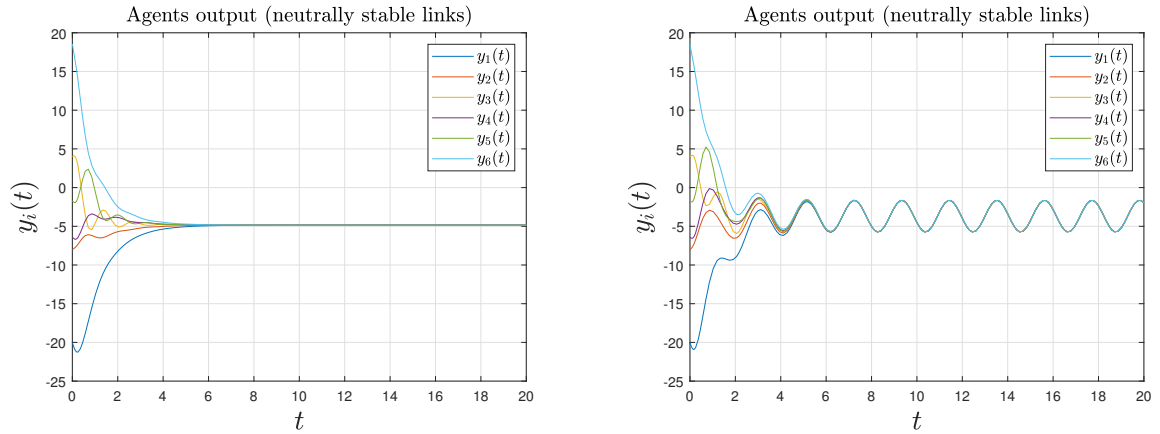 Agents output (neutrally stable links)
20
15
10
5
0
-5
-10
-15
-20
-25
y_i(t)
0 2 4 6 8 10 12 14 16 18 20
t
y_1(t)
y_2(t)
y_3(t)
y_4(t)
y_5(t)
y_6(t)
Agents output (neutrally stable links)
20
15
10
5
0
-5
-10
-15
-20
-25
y_i(t)
0 2 4 6 8 10 12 14 16 18 20
t
y_1(t)
y_2(t)
y_3(t)
y_4(t)
y_5(t)
y_6(t)